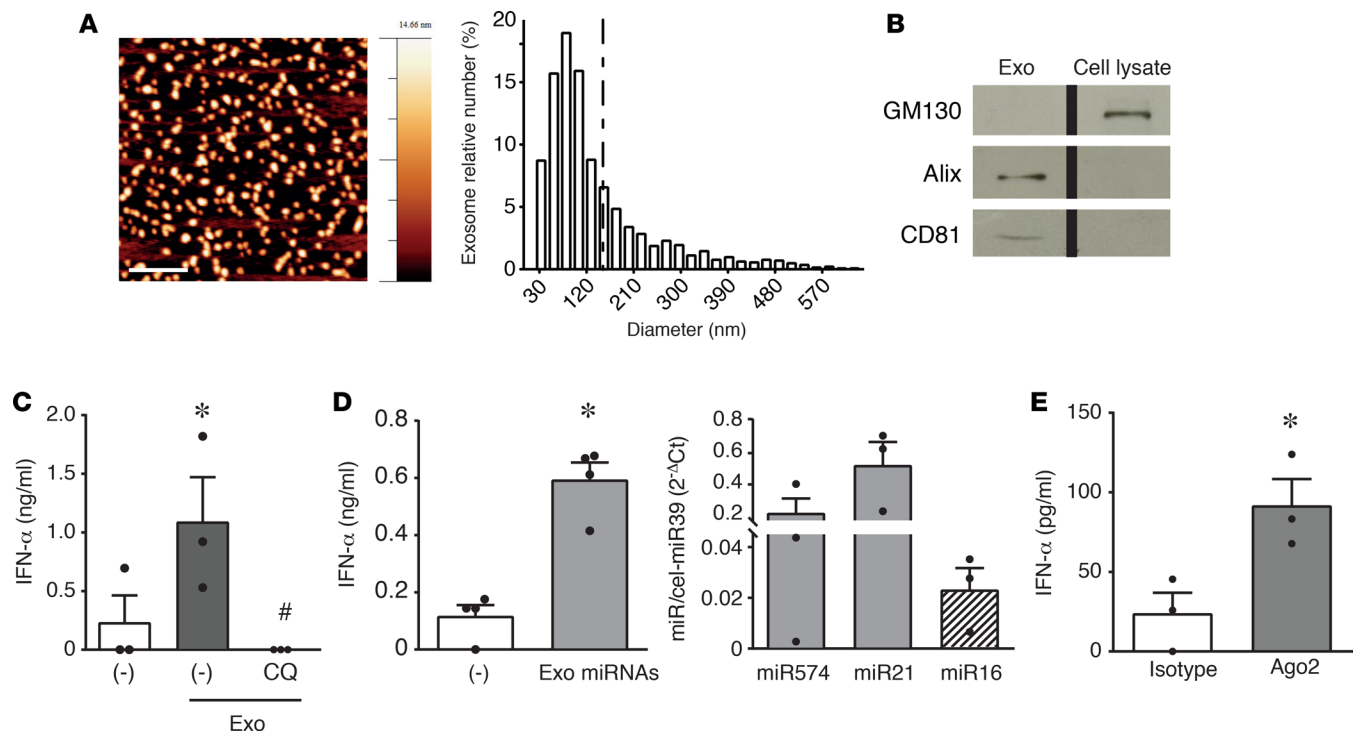 A
14.66 nm
Exosome relative number (%)
20
15
10
5
0
30
120
210
300
390
480
570
Diameter (nm)
B
Exo Cell lysate
GM130
Alix
CD81
C
IFN-α (ng/ml)
2.0
1.5
1.0
0.5
0
*
#
(-) (-) CQ
Exo
D
IFN-α (ng/ml)
0.8
0.6
0.4
0.2
0
*
(-) Exo miRNAs
miR/cel-miR39 (2-ΔCt)
0.8
0.6
0.4
0.2
0.04
0.02
0
miR574 miR21 miR16
E
IFN-α (pg/ml)
150
100
50
0
*
Isotype Ago2